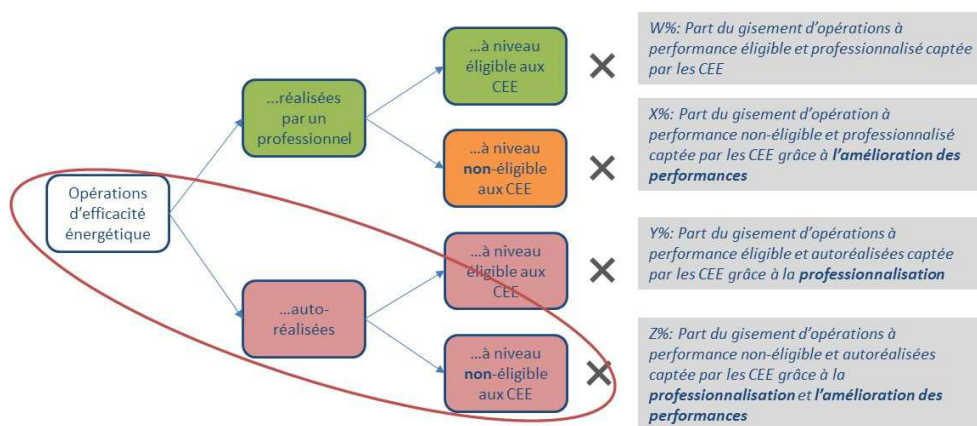 Opérations
d'efficacité
énergétique
...réalisées
par un
professionnel
...auto-
réalisées
...à niveau
éligible aux
CEE
...à niveau
non-éligible
aux CEE
...à niveau
éligible aux
CEE
...à niveau
non-éligible
aux CEE
W%: Part du gisement d'opérations à
performance éligible et professionnalisé captée
par les CEE
X%: Part du gisement d'opération à
performance non-éligible et professionnalisé
captée par les CEE grâce à l'amélioration des
performances
Y%: Part du gisement d'opérations à
performance éligible et autoréalisées captée
par les CEE grâce à la professionnalisation
Z%: Part du gisement d'opérations à
performance non-éligible et autoréalisées
captée par les CEE grâce à la
professionnalisation et l'amélioration des
performances